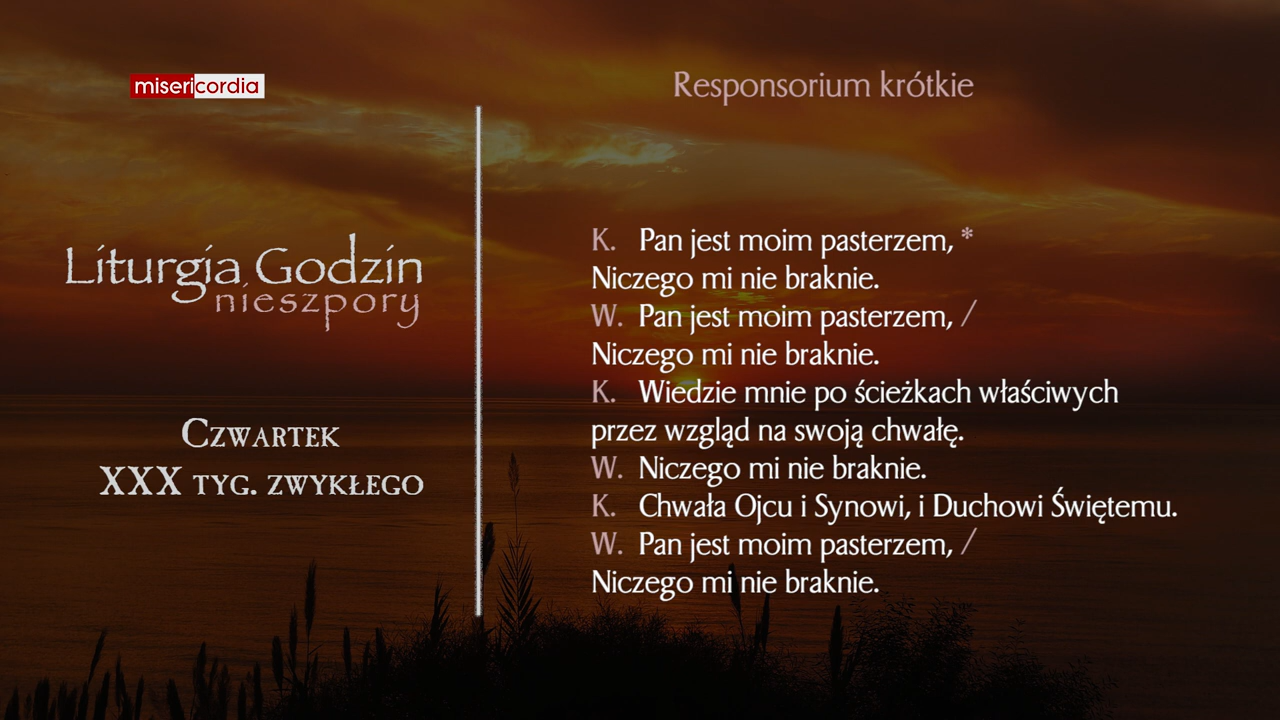 misericordia
Liturgia Godzin
nieszpory
Czwartek
XXX tyg. zwykłego
Responsorium krótkie
K. Pan jest moim pasterzem, *
Niczego mi nie braknie.
W. Pan jest moim pasterzem, /
Niczego mi nie braknie.
K. Wiedzie mnie po ścieżkach właściwych
przez wzgląd na swoją chwałę.
W. Niczego mi nie braknie.
K. Chwała Ojcu i Synowi, i Duchowi Świętemu.
W. Pan jest moim pasterzem, /
Niczego mi nie braknie.